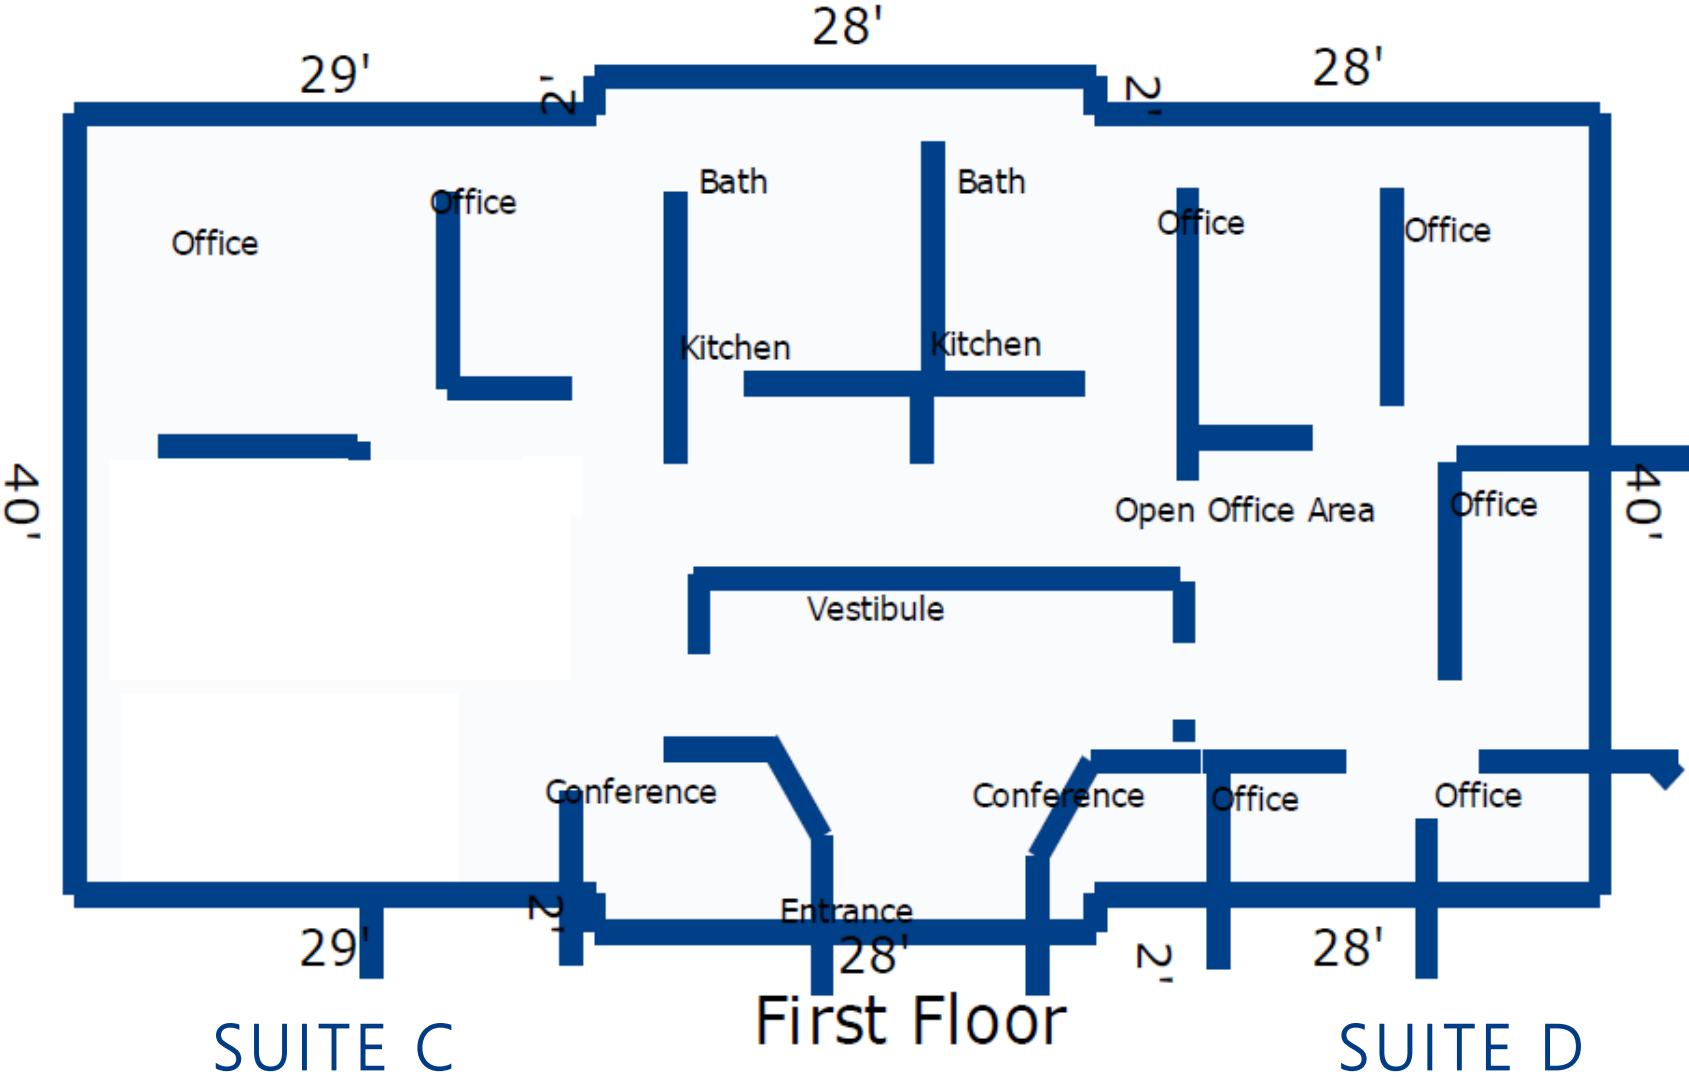 28'
29'
28'
2'
2'
Bath
Bath
Office
Office
Office
Office
Kitchen
Kitchen
40'
40'
Office
Open Office Area
Vestibule
Conference
Conference
Office
Office
Entrance
2'
29'
28'
2'
28'
First Floor
SUITE C
SUITE D